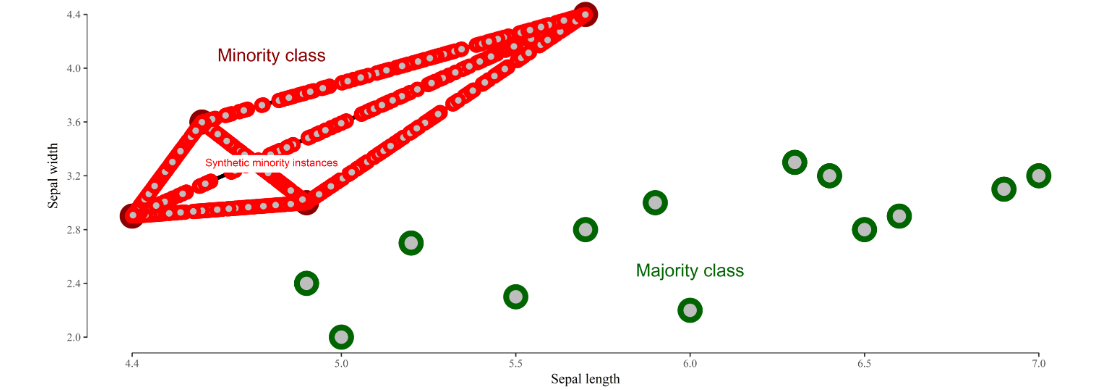 4.4
Minority class
4.0
3.6
Synthetic minority instances
Sepal width
3.2
2.8
Majority class
2.4
2.0
4.4
5.0
5.5
6.0
6.5
7.0
Sepal length